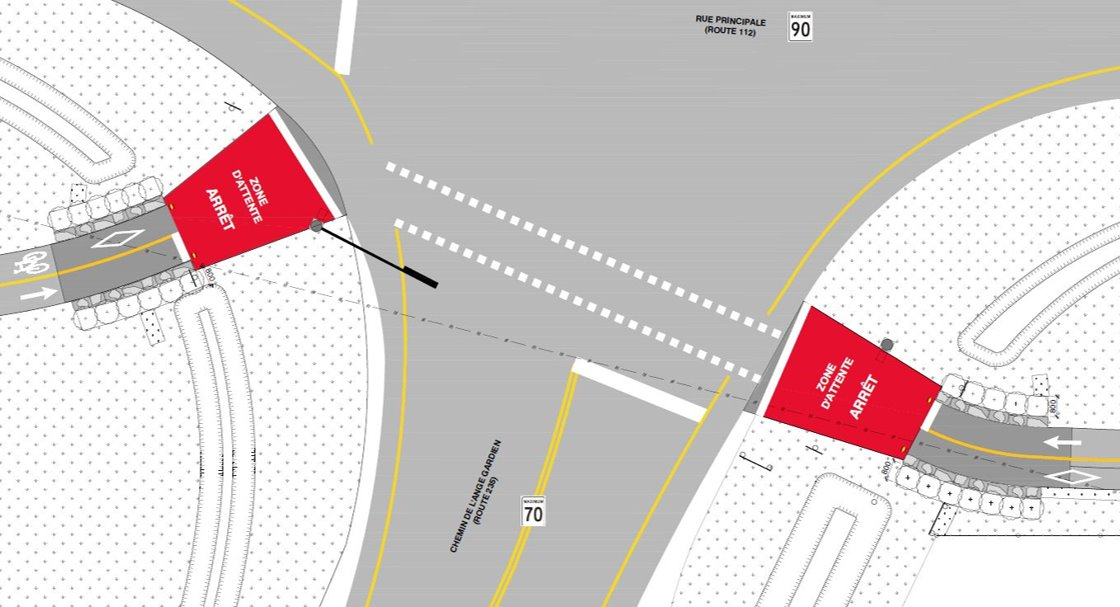 RUE PRINCIPALE
(ROUTE 112)
MAXIMUM
90
ZONE
D'ATTENTE
ARRÊT
800
ZONE
D'ATTENTE
ARRÊT
800
800
CHEMIN DE L'ANGE GARDIEN
(ROUTE 235)
MAXIMUM
70